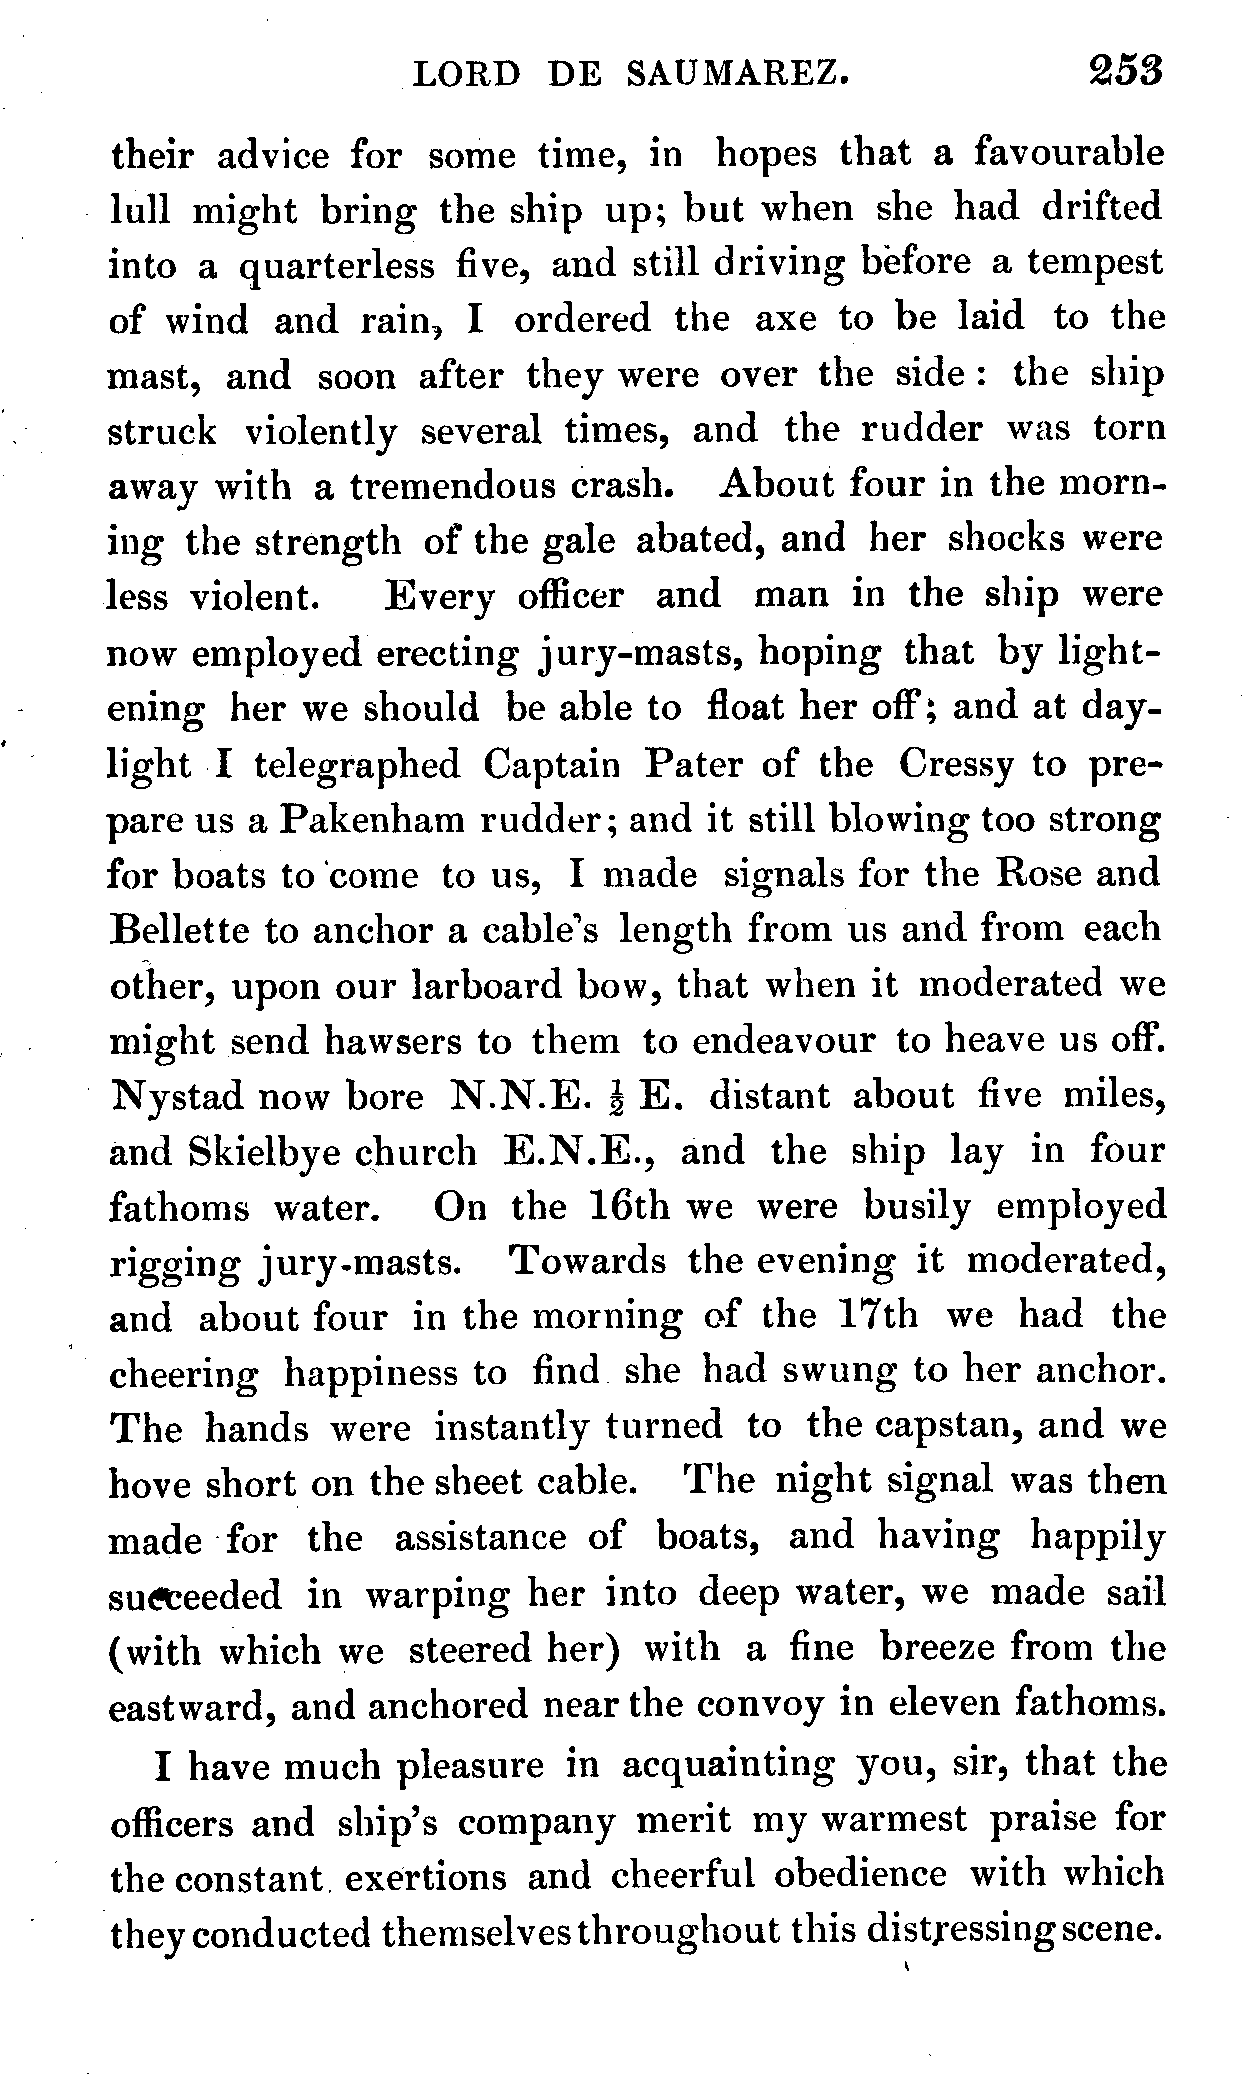 LORD DE SAUMAREZ. 253
their advice for some time, in hopes that a favourable
lull might bring the ship up; but when she had drifted
into a quarterless five, and still driving before a tempest
of wind and rain, I ordered the axe to be laid to the
mast, and soon after they were over the side : the ship
struck violently several times, and the rudder was torn
away with a tremendous crash. About four in the morn-
ing the strength of the gale abated, and her shocks were
less violent. Every officer and man in the ship were
now employed erecting jury-masts, hoping that by light-
ening her we should be able to float her off; and at day-
light I telegraphed Captain Pater of the Cressy to pre-
pare us a Pakenham rudder; and it still blowing too strong
for boats to come to us, I made signals for the Rose and
Bellette to anchor a cable's length from us and from each
other, upon our larboard bow, that when it moderated we
might send hawsers to them to endeavour to heave us off.
Nystad now bore N.N.E. ½ E. distant about five miles,
and Skielbye church E.N.E., and the ship lay in four
fathoms water. On the 16th we were busily employed
rigging jury-masts. Towards the evening it moderated,
and about four in the morning of the 17th we had the
cheering happiness to find she had swung to her anchor.
The hands were instantly turned to the capstan, and we
hove short on the sheet cable. The night signal was then
made for the assistance of boats, and having happily
succeeded in warping her into deep water, we made sail
(with which we steered her) with a fine breeze from the
eastward, and anchored near the convoy in eleven fathoms.
I have much pleasure in acquainting you, sir, that the
officers and ship's company merit my warmest praise for
the constant exertions and cheerful obedience with which
they conducted themselves throughout this distressing scene.